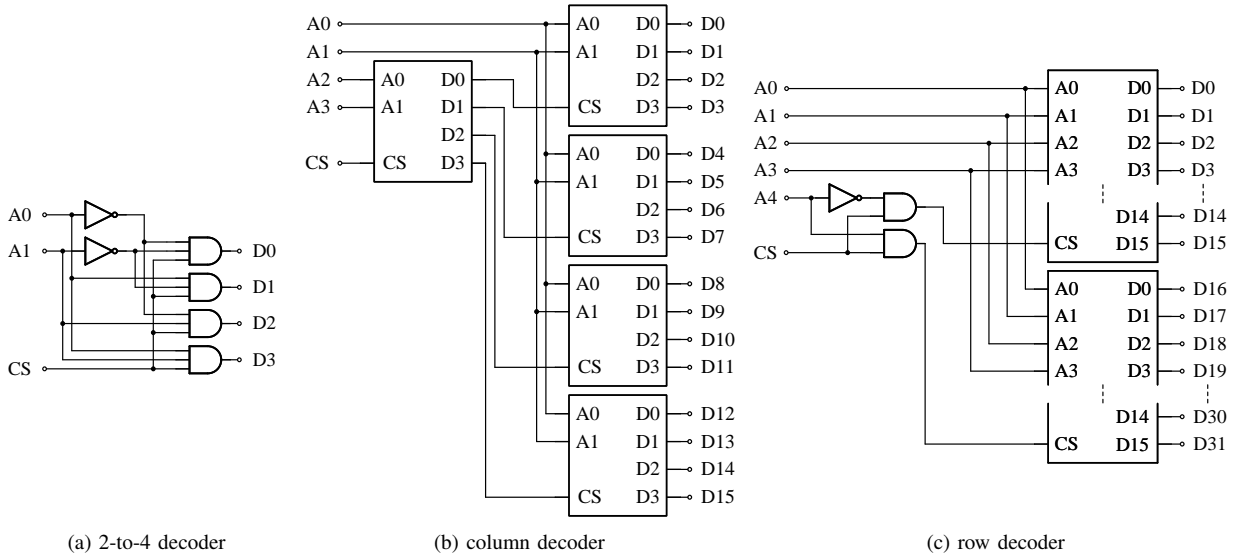 A0
A1
CS
D0
D1
D2
D3
(a) 2-to-4 decoder
A0
A1
A2
A3
CS
A0 D0
A1 D1
D2
CS D3
A0 D0 D0
A1 D1 D1
D2 D2
CS D3 D3
A0 D0 D4
A1 D1 D5
D2 D6
CS D3 D7
A0 D0 D8
A1 D1 D9
D2 D10
CS D3 D11
A0 D0 D12
A1 D1 D13
D2 D14
CS D3 D15
(b) column decoder
A0
A1
A2
A3
A4
CS
A0 D0 D0
A1 D1 D1
A2 D2 D2
A3 D3 D3
D14 D14
CS D15 D15
A0 D0 D16
A1 D1 D17
A2 D2 D18
A3 D3 D19
D14 D30
CS D15 D31
(c) row decoder